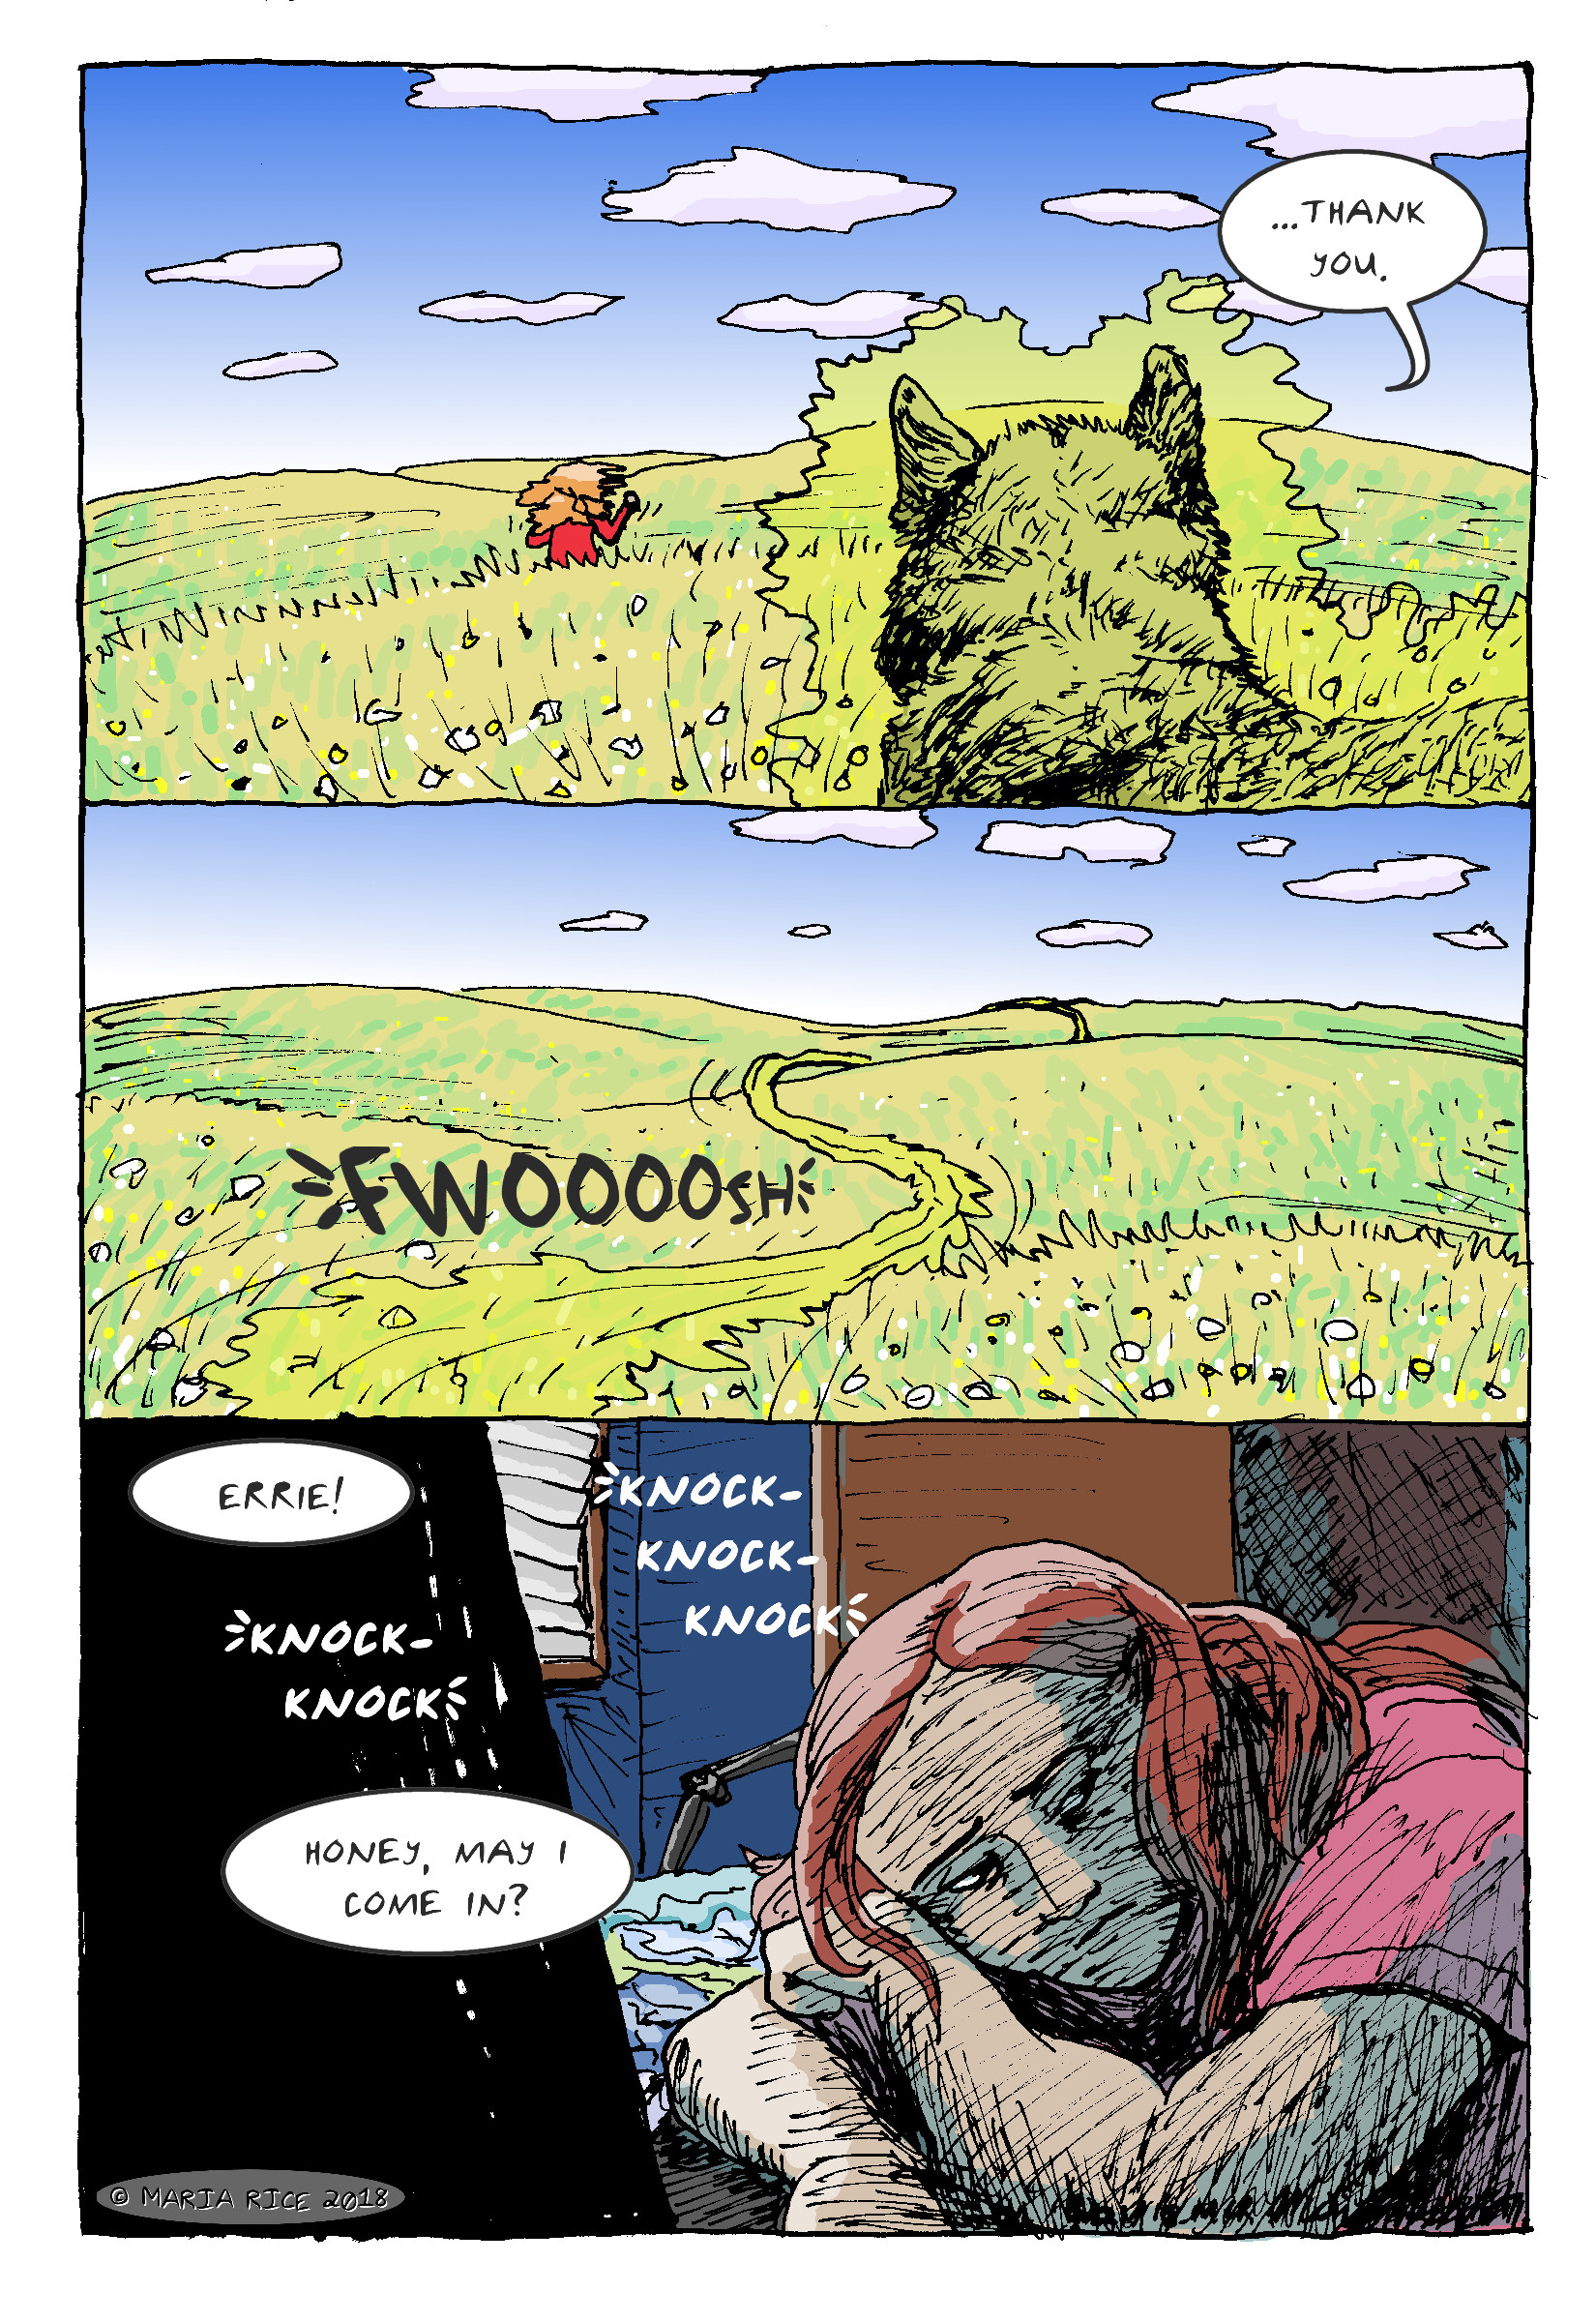 ...THANK
YOU.
FWOOOOSH
ERRIE!
KNOCK-
KNOCK-
KNOCK
KNOCK-
KNOCK
HONEY, MAY I
COME IN?
© MARIA RICE 2018